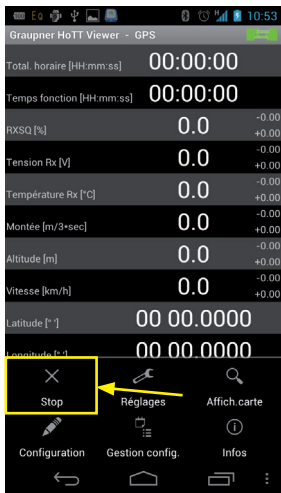 10:53
Graupner HoTT Viewer - GPS
Total. horaire [HH:mm:ss] 00:00:00
Temps fonction [HH:mm:ss] 00:00:00
RXSQ [%] 0.0 -0.00 +0.00
Tension Rx [V] 0.0 -0.00 +0.00
Température Rx [°C] 0.0 -0.00 +0.00
Montée [m/3*sec] 0.0 -0.00 +0.00
Altitude [m] 0.0 -0.00 +0.00
Vitesse [km/h] 0.0 -0.00 +0.00
Latitude [° '] 00 00.0000
Longitude [° '] 00 00.0000
Stop Réglages Affich.carte
Configuration Gestion config. Infos